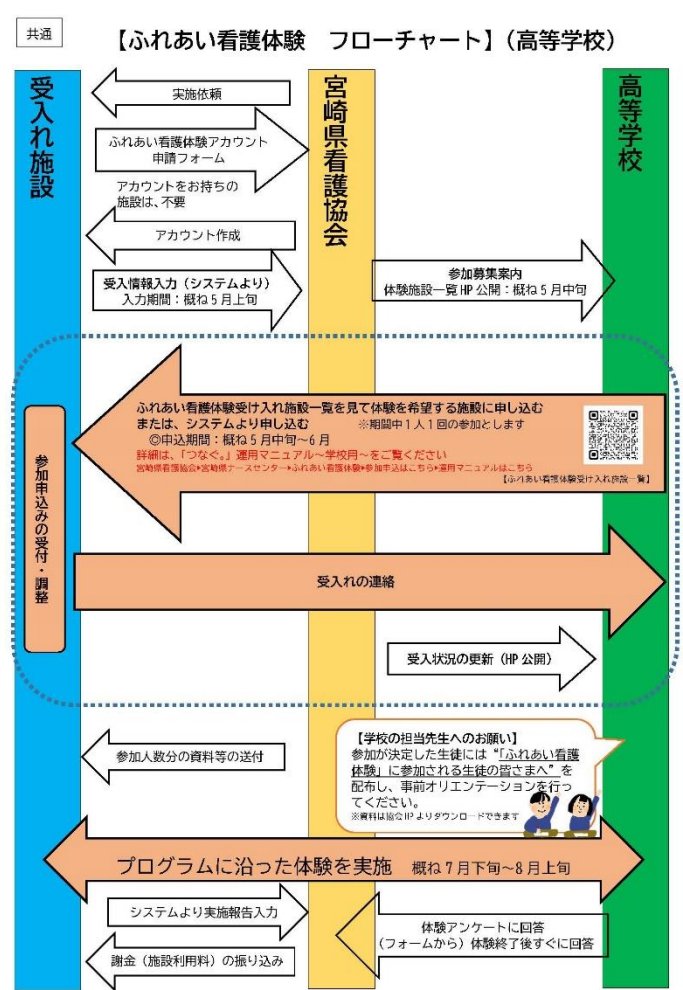 共通
【ふれあい看護体験 フローチャート】(高等学校)
受入れ施設
宮崎県看護協会
高等学校
実施依頼
ふれあい看護体験アカウント
申請フォーム
アカウントをお持ちの
施設は、不要
アカウント作成
受入情報入力(システムより)
入力期間:概ね5月上旬
参加募集案内
体験施設一覧HP公開:概ね5月中旬
ふれあい看護体験受け入れ施設一覧を見て体験を希望する施設に申し込む
または、システムより申し込む ※期間中1人1回の参加とします
◎申込期間:概ね5月中旬~6月
詳細は、「つなぐ。」運用マニュアル~学校用~をご覧ください
宮崎県看護協会▶宮崎県ナースセンター▶ふれあい看護体験▶参加申込はこちら▶運用マニュアルはこちら
【ふれあい看護体験受け入れ施設一覧】
参加申込みの受付・調整
受入れの連絡
受入状況の更新(HP公開)
参加人数分の資料等の送付
【学校の担当先生へのお願い】
参加が決定した生徒には“「ふれあい看護
体験」に参加される生徒の皆さまへ”を
配布し、事前オリエンテーションを行っ
てください。
※資料は協会HPよりダウンロードできます
プログラムに沿った体験を実施 概ね7月下旬~8月上旬
システムより実施報告入力
体験アンケートに回答
(フォームから)体験終了後すぐに回答
謝金(施設利用料)の振り込み